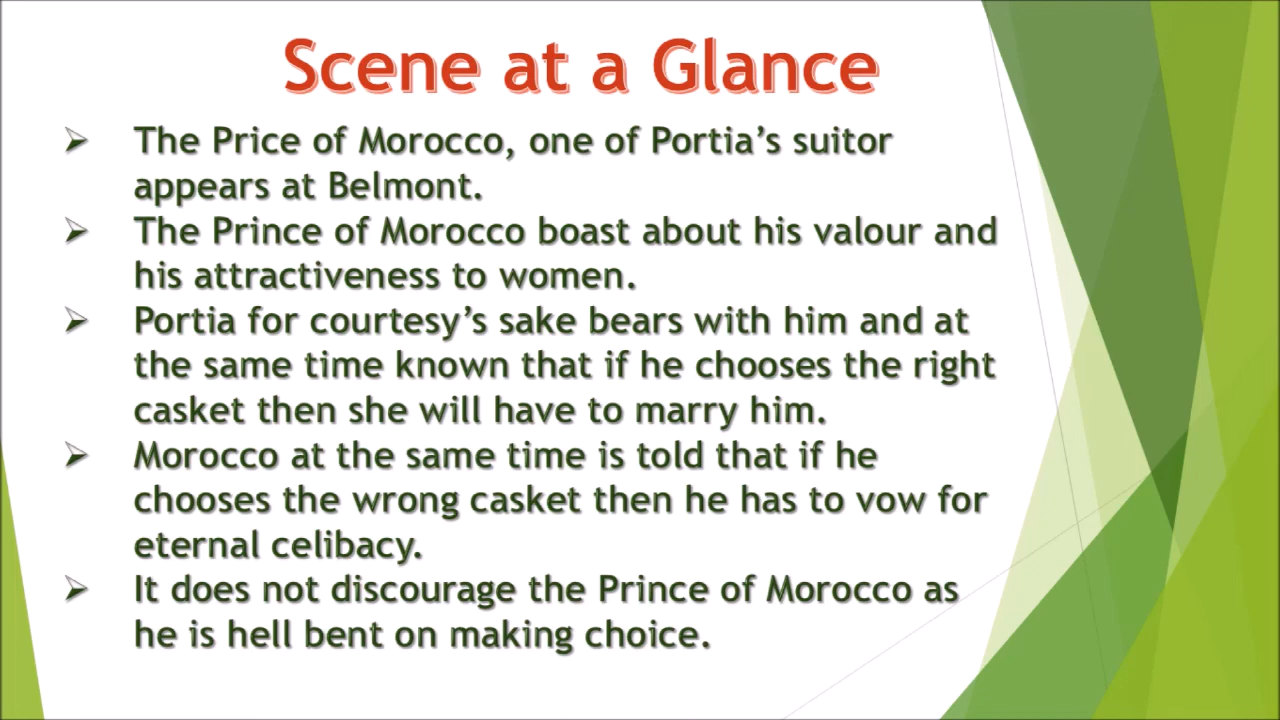 Scene at a Glance
The Price of Morocco, one of Portia's suitor
appears at Belmont.
The Prince of Morocco boast about his valour and
his attractiveness to women.
Portia for courtesy's sake bears with him and at
the same time known that if he chooses the right
casket then she will have to marry him.
Morocco at the same time is told that if he
chooses the wrong casket then he has to vow for
eternal celibacy.
It does not discourage the Prince of Morocco as
he is hell bent on making choice.